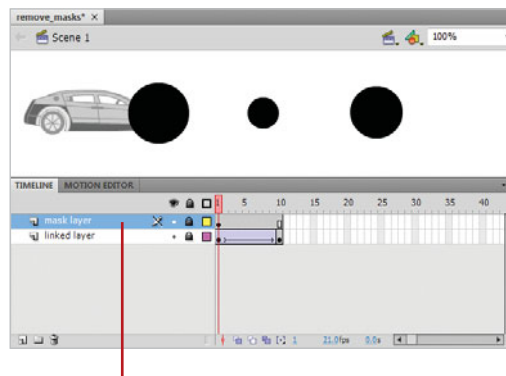 remove_masks* ×
Scene 1
100%
TIMELINE
MOTION EDITOR
1 5 10 15 20 25 30 35 40
mask layer
linked layer
1 21.0fps 0.0s